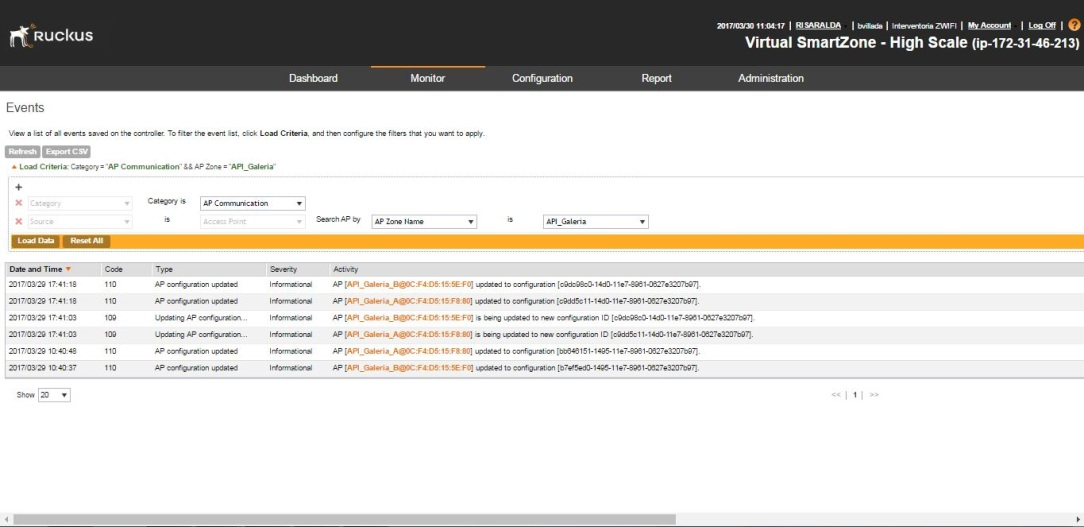 Ruckus
2017/03/30 11:04:17 | RISARALDA | bvillada | Interventoria ZWIFI | My Account | Log Off | ?
Virtual SmartZone - High Scale (ip-172-31-46-213)
Dashboard Monitor Configuration Report Administration
Events
View a list of all events saved on the controller. To filter the event list, click Load Criteria, and then configure the filters that you want to apply.
Refresh Export CSV
Load Criteria: Category = "AP Communication" && AP Zone = "API_Galeria"
+
Category Category is AP Communication
Source is Access Point Search AP by AP Zone Name is API_Galeria
Load Data Reset All
Date and Time Code Type Severity Activity
2017/03/29 17:41:18 110 AP configuration updated Informational AP [API_Galeria_B@0C:F4:D5:15:5E:F0] updated to configuration [c9dc98c0-14d0-11e7-8961-0627e3207b97].
2017/03/29 17:41:18 110 AP configuration updated Informational AP [API_Galeria_A@0C:F4:D5:15:F8:80] updated to configuration [c9dd5c11-14d0-11e7-8961-0627e3207b97].
2017/03/29 17:41:03 109 Updating AP configuration... Informational AP [API_Galeria_B@0C:F4:D5:15:5E:F0] is being updated to new configuration ID [c9dc98c0-14d0-11e7-8961-0627e3207b97].
2017/03/29 17:41:03 109 Updating AP configuration... Informational AP [API_Galeria_A@0C:F4:D5:15:F8:80] is being updated to new configuration ID [c9dd5c11-14d0-11e7-8961-0627e3207b97].
2017/03/29 10:40:48 110 AP configuration updated Informational AP [API_Galeria_A@0C:F4:D5:15:F8:80] updated to configuration [bb646151-1495-11e7-8961-0627e3207b97].
2017/03/29 10:40:37 110 AP configuration updated Informational AP [API_Galeria_B@0C:F4:D5:15:5E:F0] updated to configuration [b7ef5ed0-1495-11e7-8961-0627e3207b97].
Show 20 << | 1 | >>